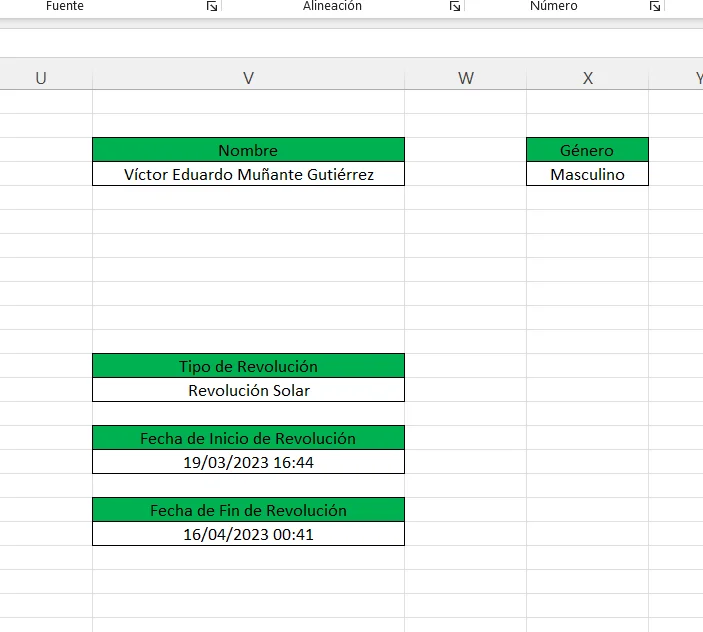 Fuente Alineación Número
U V W X Y
Nombre Género
Víctor Eduardo Muñante Gutiérrez Masculino
Tipo de Revolución
Revolución Solar
Fecha de Inicio de Revolución
19/03/2023 16:44
Fecha de Fin de Revolución
16/04/2023 00:41